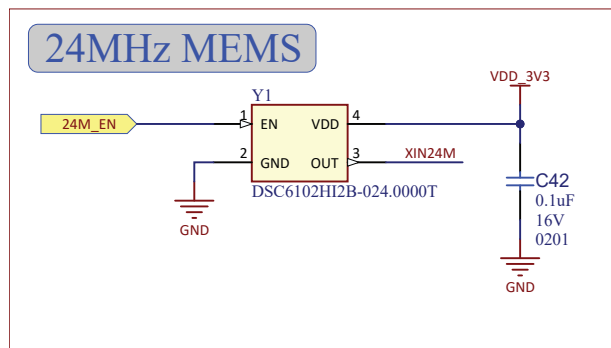 24MHz MEMS
VDD_3V3
Y1
24M_EN
1
EN
VDD
4
2
GND
OUT
3
XIN24M
DSC6102HI2B-024.0000T
GND
C42
0.1uF
16V
0201
GND